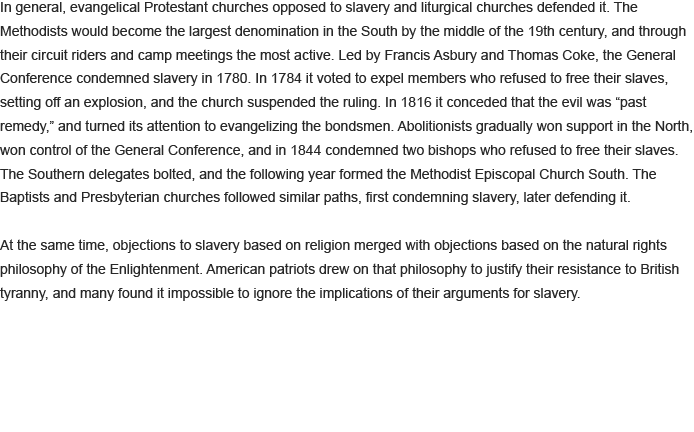 In general, evangelical Protestant churches opposed to slavery and liturgical churches defended it. The
Methodists would become the largest denomination in the South by the middle of the 19th century, and through
their circuit riders and camp meetings the most active. Led by Francis Asbury and Thomas Coke, the General
Conference condemned slavery in 1780. In 1784 it voted to expel members who refused to free their slaves,
setting off an explosion, and the church suspended the ruling. In 1816 it conceded that the evil was “past
remedy,” and turned its attention to evangelizing the bondsmen. Abolitionists gradually won support in the North,
won control of the General Conference, and in 1844 condemned two bishops who refused to free their slaves.
The Southern delegates bolted, and the following year formed the Methodist Episcopal Church South. The
Baptists and Presbyterian churches followed similar paths, first condemning slavery, later defending it.

At the same time, objections to slavery based on religion merged with objections based on the natural rights
philosophy of the Enlightenment. American patriots drew on that philosophy to justify their resistance to British
tyranny, and many found it impossible to ignore the implications of their arguments for slavery.